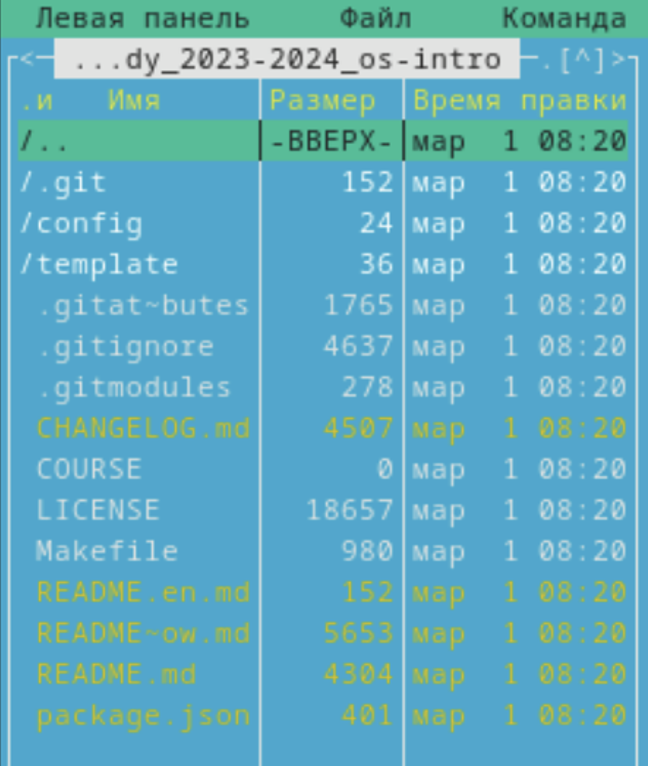 Левая панель Файл Команда
<─ ...dy_2023-2024_os-intro ─.[^]>
.и Имя Размер Время правки
/.. -ВВЕРХ- мар 1 08:20
/.git 152 мар 1 08:20
/config 24 мар 1 08:20
/template 36 мар 1 08:20
.gitat~butes 1765 мар 1 08:20
.gitignore 4637 мар 1 08:20
.gitmodules 278 мар 1 08:20
CHANGELOG.md 4507 мар 1 08:20
COURSE 0 мар 1 08:20
LICENSE 18657 мар 1 08:20
Makefile 980 мар 1 08:20
README.en.md 152 мар 1 08:20
README~ow.md 5653 мар 1 08:20
README.md 4304 мар 1 08:20
package.json 401 мар 1 08:20